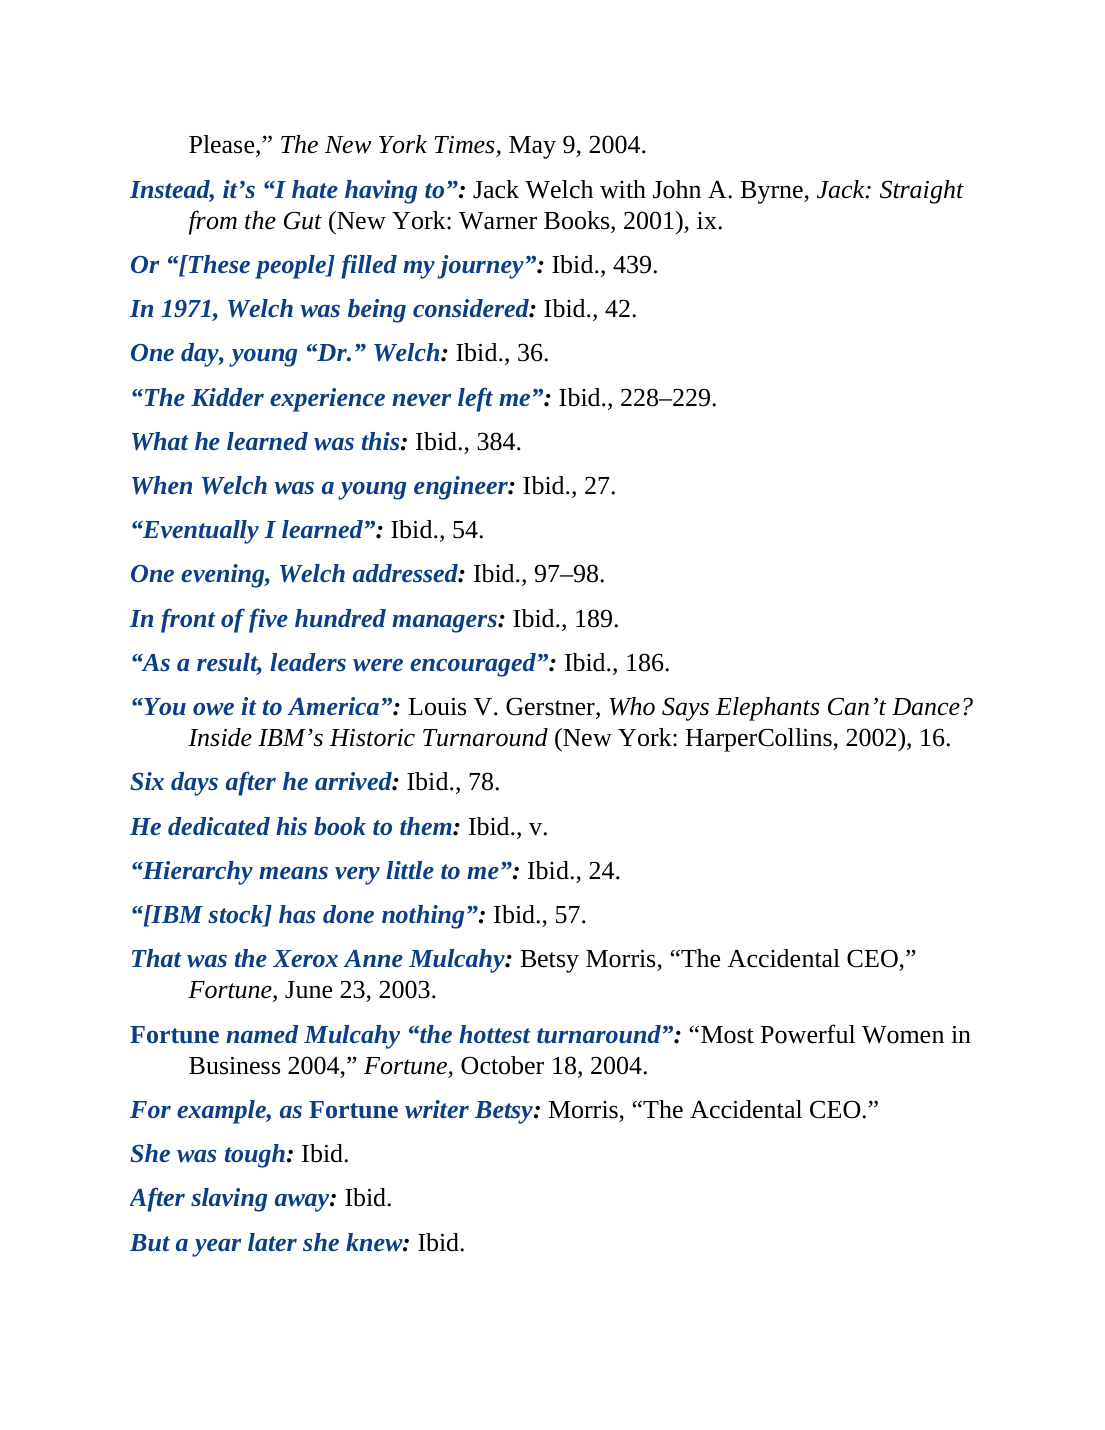 Please,” The New York Times, May 9, 2004.
Instead, it’s “I hate having to”: Jack Welch with John A. Byrne, Jack: Straight
from the Gut (New York: Warner Books, 2001), ix.
Or “[These people] filled my journey”: Ibid., 439.
In 1971, Welch was being considered: Ibid., 42.
One day, young “Dr.” Welch: Ibid., 36.
“The Kidder experience never left me”: Ibid., 228–229.
What he learned was this: Ibid., 384.
When Welch was a young engineer: Ibid., 27.
“Eventually I learned”: Ibid., 54.
One evening, Welch addressed: Ibid., 97–98.
In front of five hundred managers: Ibid., 189.
“As a result, leaders were encouraged”: Ibid., 186.
“You owe it to America”: Louis V. Gerstner, Who Says Elephants Can’t Dance?
Inside IBM’s Historic Turnaround (New York: HarperCollins, 2002), 16.
Six days after he arrived: Ibid., 78.
He dedicated his book to them: Ibid., v.
“Hierarchy means very little to me”: Ibid., 24.
“[IBM stock] has done nothing”: Ibid., 57.
That was the Xerox Anne Mulcahy: Betsy Morris, “The Accidental CEO,”
Fortune, June 23, 2003.
Fortune named Mulcahy “the hottest turnaround”: “Most Powerful Women in
Business 2004,” Fortune, October 18, 2004.
For example, as Fortune writer Betsy: Morris, “The Accidental CEO.”
She was tough: Ibid.
After slaving away: Ibid.
But a year later she knew: Ibid.